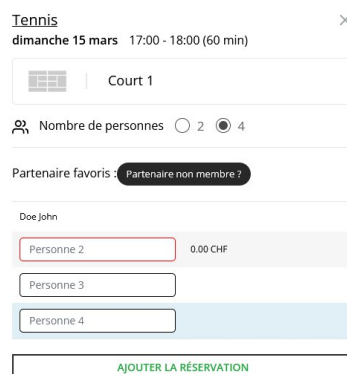 Tennis
dimanche 15 mars 17:00 - 18:00 (60 min)
Court 1
Nombre de personnes 2 4
Partenaire favoris : Partenaire non membre ?
Doe John
Personne 2 0.00 CHF
Personne 3
Personne 4
AJOUTER LA RÉSERVATION